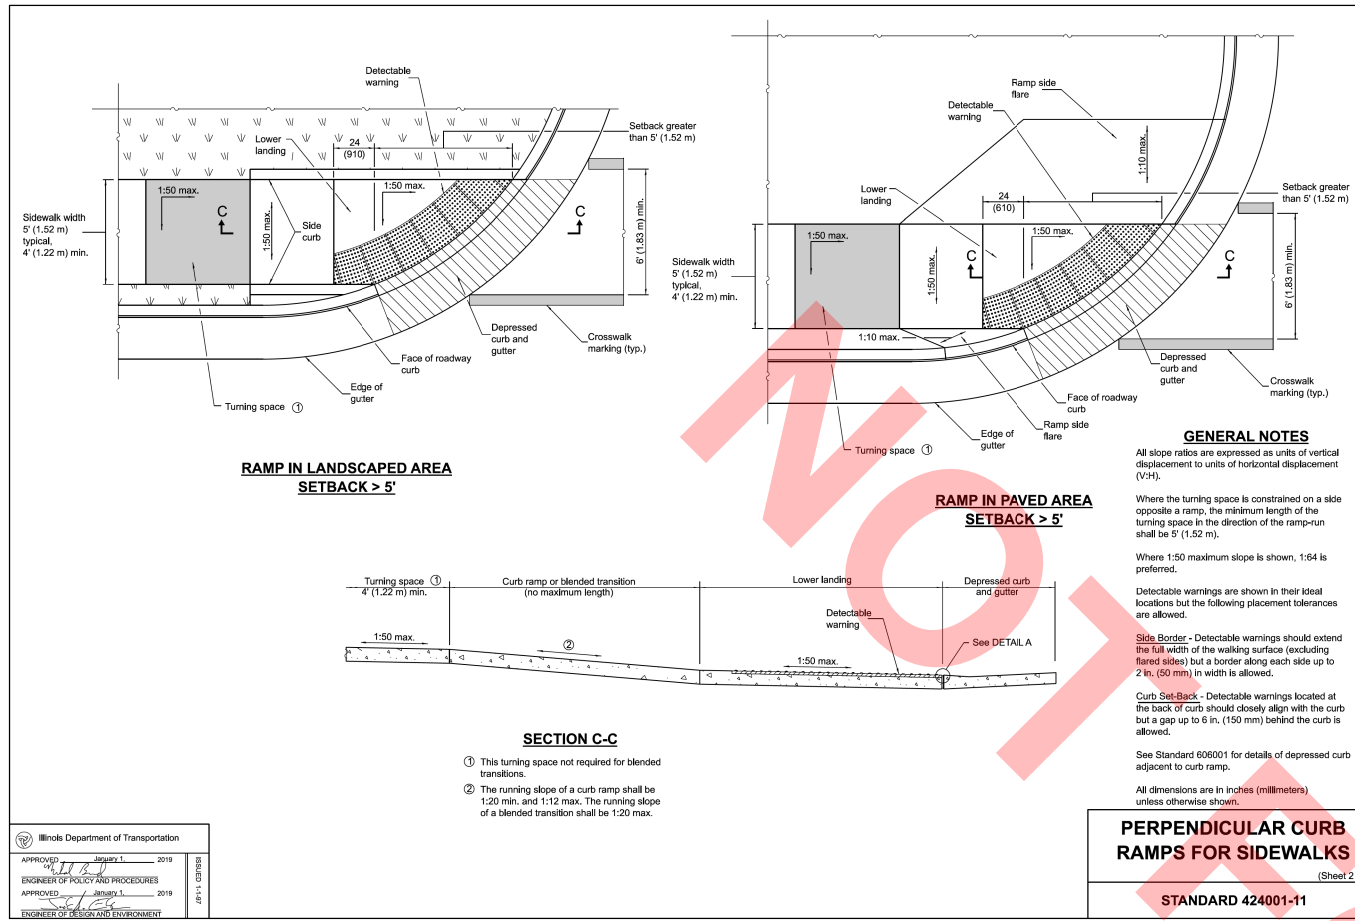 Detectable
warning
Lower
landing
24
(910)
Setback greater
than 5' (1.52 m)
1:50 max.
1:50 max.
C
C
Sidewalk width
5' (1.52 m)
typical,
4' (1.22 m) min.
1:50 max.
Side
curb
6' (1.83 m) min.
Depressed
curb and
gutter
Crosswalk
marking (typ.)
Face of roadway
curb
Edge of
gutter
Turning space ①
RAMP IN LANDSCAPED AREA
SETBACK > 5'
Ramp side
flare
Detectable
warning
1:10 max.
Lower
landing
24
(610)
Setback greater
than 5' (1.52 m)
1:50 max.
1:50 max.
C
C
Sidewalk width
5' (1.52 m)
typical,
4' (1.22 m) min.
1:50 max.
6' (1.83 m) min.
1:10 max.
Depressed
curb and
gutter
Crosswalk
marking (typ.)
Face of roadway
curb
Ramp side
flare
Edge of
gutter
Turning space ①
RAMP IN PAVED AREA
SETBACK > 5'
Turning space ①
4' (1.22 m) min.
Curb ramp or blended transition
(no maximum length)
Lower landing
Depressed curb
and gutter
Detectable
warning
See DETAIL A
1:50 max.
②
1:50 max.
SECTION C-C
① This turning space not required for blended
transitions.
② The running slope of a curb ramp shall be
1:20 min. and 1:12 max. The running slope
of a blended transition shall be 1:20 max.
GENERAL NOTES
All slope ratios are expressed as units of vertical
displacement to units of horizontal displacement
(V:H).
Where the turning space is constrained on a side
opposite a ramp, the minimum length of the
turning space in the direction of the ramp-run
shall be 5' (1.52 m).
Where 1:50 maximum slope is shown, 1:64 is
preferred.
Detectable warnings are shown in their ideal
locations but the following placement tolerances
are allowed.
Side Border - Detectable warnings should extend
the full width of the walking surface (excluding
flared sides) but a border along each side up to
2 in. (50 mm) in width is allowed.
Curb Set-Back - Detectable warnings located at
the back of curb should closely align with the curb
but a gap up to 6 in. (150 mm) behind the curb is
allowed.
See Standard 606001 for details of depressed curb
adjacent to curb ramp.
All dimensions are in inches (millimeters)
unless otherwise shown.
Illinois Department of Transportation
APPROVED January 1, 2019
ENGINEER OF POLICY AND PROCEDURES
APPROVED January 1, 2019
ENGINEER OF DESIGN AND ENVIRONMENT
ISSUED 1-1-97
PERPENDICULAR CURB
RAMPS FOR SIDEWALKS
(Sheet 2
STANDARD 424001-11
NOT